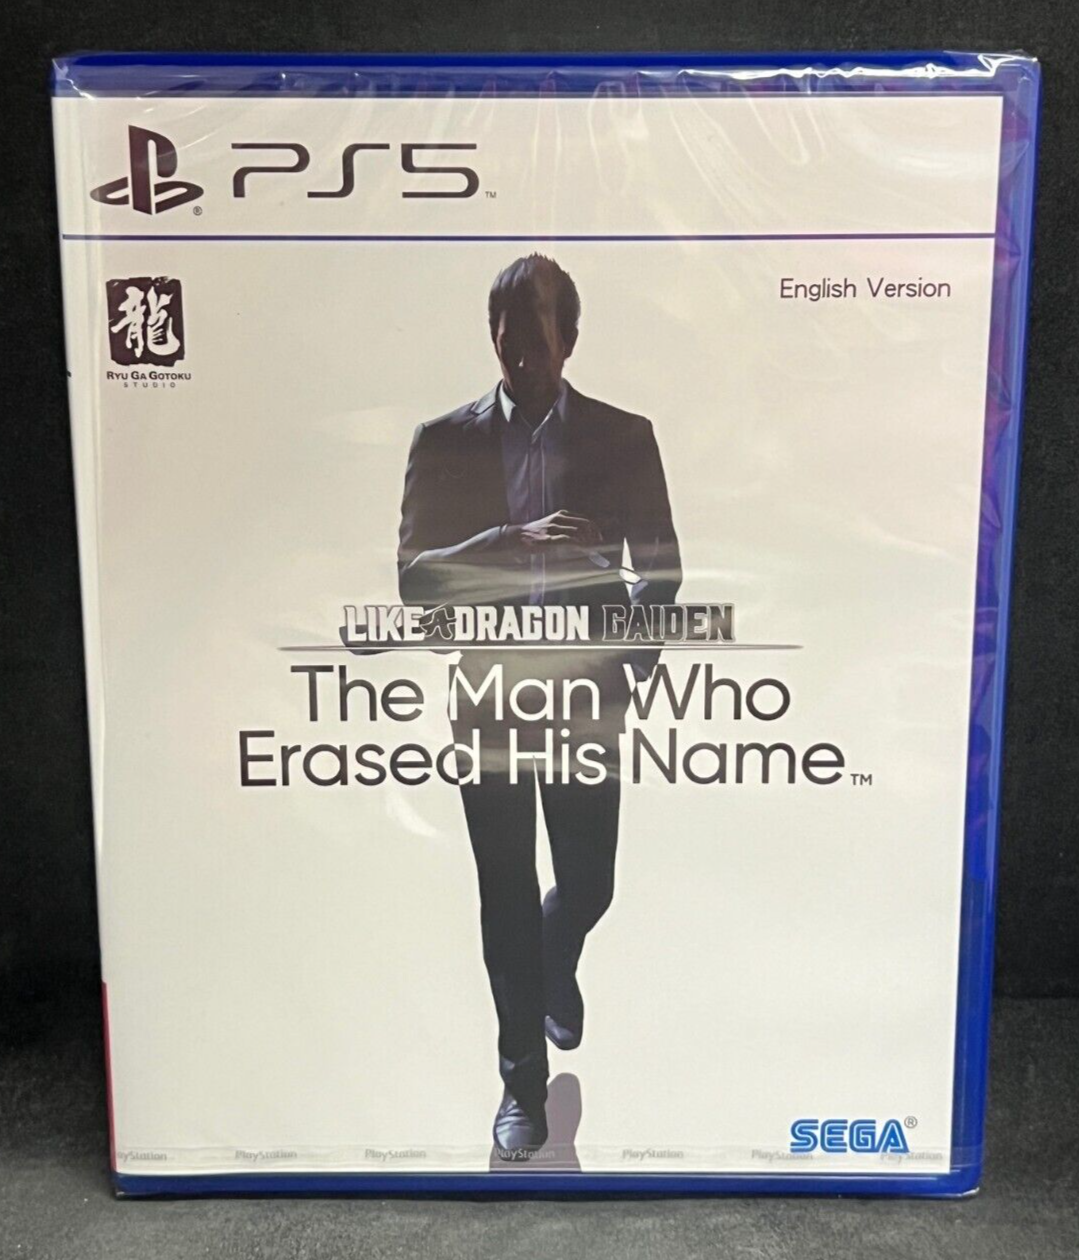 PS5™
English Version
龍
RYU GA GOTOKU
STUDIO
LIKE A DRAGON GAIDEN
The Man Who
Erased His Name™
SEGA®
PlayStation PlayStation PlayStation PlayStation PlayStation PlayStation PlayStation